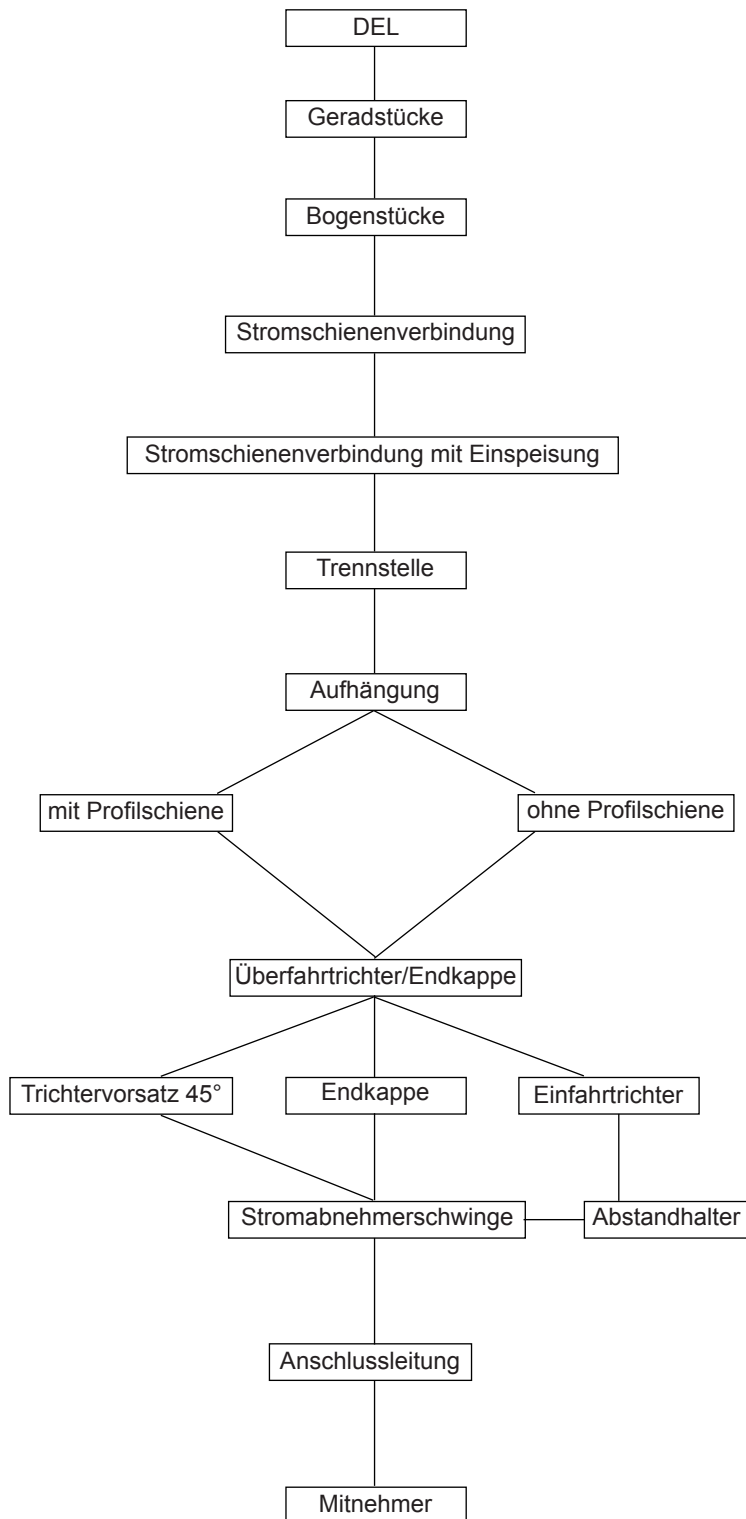 DEL
Geradstücke
Bogenstücke
Stromschienenverbindung
Stromschienenverbindung mit Einspeisung
Trennstelle
Aufhängung
mit Profilschiene
ohne Profilschiene
Überfahrtrichter/Endkappe
Trichtervorsatz 45°
Endkappe
Einfahrtrichter
Stromabnehmerschwinge
Abstandhalter
Anschlussleitung
Mitnehmer